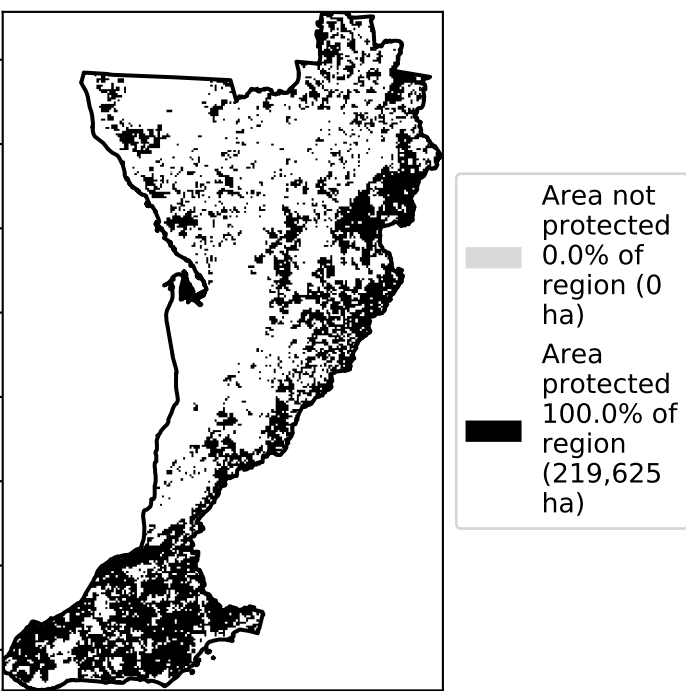 Area not
protected
0.0% of
region (0
ha)
Area
protected
100.0% of
region
(219,625
ha)